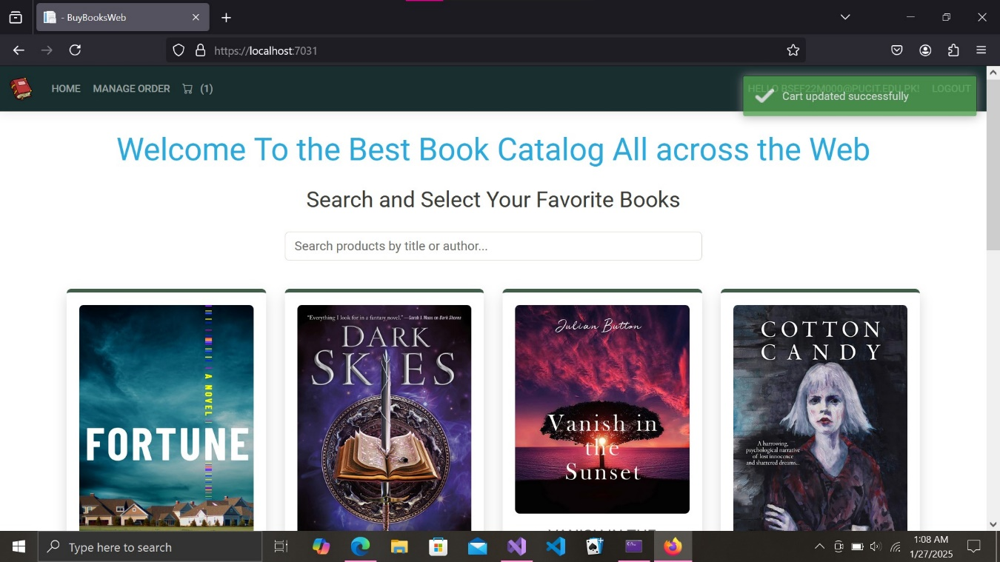 - BuyBooksWeb
https://localhost:7031
HOME MANAGE ORDER (1)
HELLO BSEF22M000@PUCIT.EDU.PK! LOGOUT
Cart updated successfully
Welcome To the Best Book Catalog All across the Web
Search and Select Your Favorite Books
Search products by title or author...
A NOVEL
FORTUNE
"Everything I look for in a fantasy novel." —Sarah J. Maas on Dark Shores
DARK
SKIES
Julian Button
Vanish in
the
Sunset
COTTON
CANDY
A harrowing,
psychological narrative
of lost innocence
and shattered dreams...
VANISH IN THE
Type here to search
1:08 AM
1/27/2025